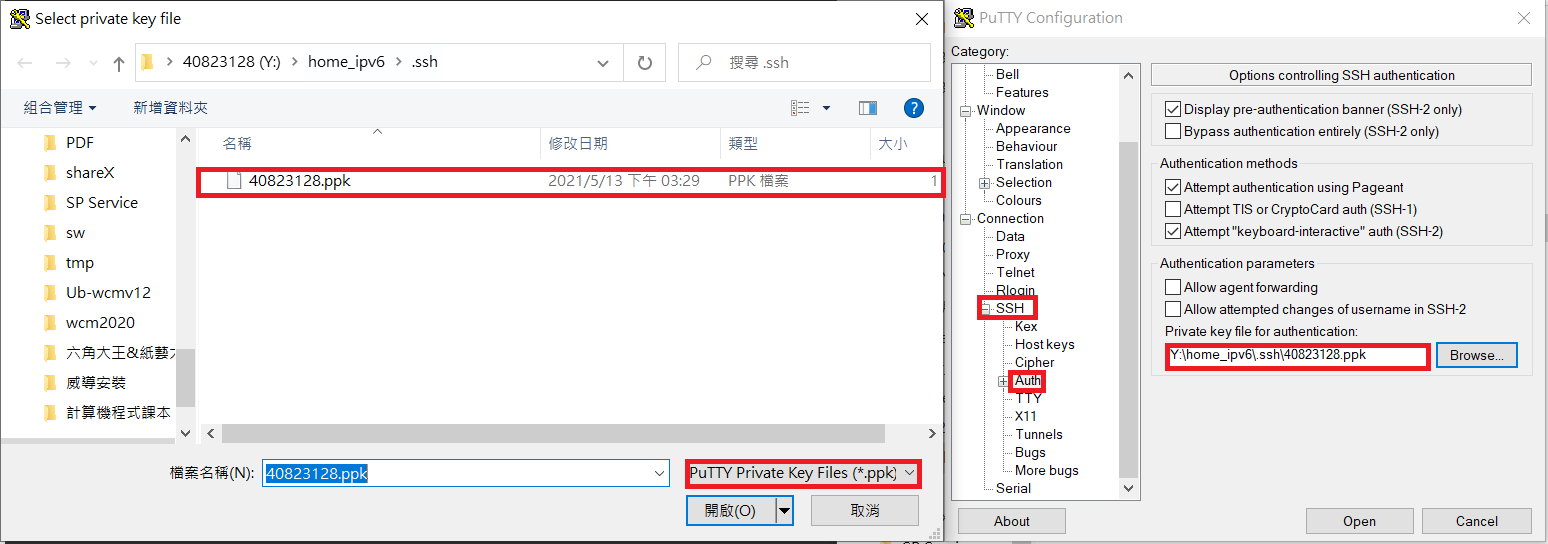 Select private key file
40823128 (Y:) home_ipv6 .ssh
搜尋 .ssh
組合管理 新增資料夾
PDF
shareX
SP Service
sw
tmp
Ub-wcmv12
wcm2020
六角大王&紙藝
威導安裝
計算機程式課本
名稱 修改日期 類型 大小
40823128.ppk 2021/5/13 下午 03:29 PPK 檔案 1
檔案名稱(N): 40823128.ppk PuTTY Private Key Files (*.ppk)
開啟(O) 取消
PuTTY Configuration
Category:
Bell
Features
Window
Appearance
Behaviour
Translation
Selection
Colours
Connection
Data
Proxy
Telnet
Rlogin
SSH
Kex
Host keys
Cipher
Auth
TTY
X11
Tunnels
Bugs
More bugs
Serial
Options controlling SSH authentication
Display pre-authentication banner (SSH-2 only)
Bypass authentication entirely (SSH-2 only)
Authentication methods
Attempt authentication using Pageant
Attempt TIS or CryptoCard auth (SSH-1)
Attempt "keyboard-interactive" auth (SSH-2)
Authentication parameters
Allow agent forwarding
Allow attempted changes of username in SSH-2
Private key file for authentication:
Y:\home_ipv6\.ssh\40823128.ppk Browse...
About Open Cancel